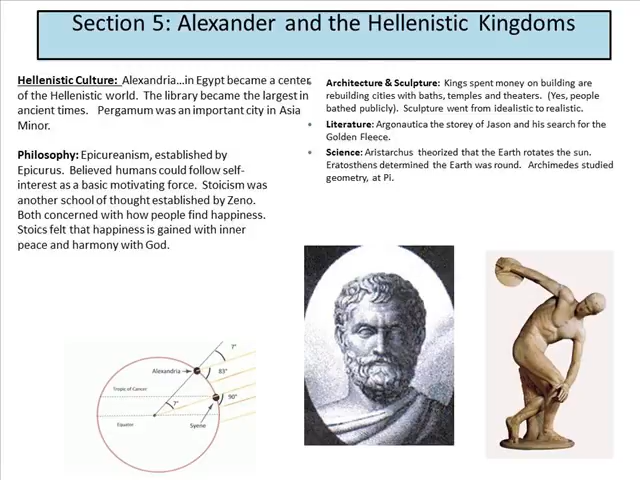 Section 5: Alexander and the Hellenistic Kingdoms
Hellenistic Culture: Alexandria…in Egypt became a center
of the Hellenistic world. The library became the largest in
ancient times. Pergamum was an important city in Asia
Minor.
Philosophy: Epicureanism, established by
Epicurus. Believed humans could follow self-
interest as a basic motivating force. Stoicism was
another school of thought established by Zeno.
Both concerned with how people find happiness.
Stoics felt that happiness is gained with inner
peace and harmony with God.
• Architecture & Sculpture: Kings spent money on building are
rebuilding cities with baths, temples and theaters. (Yes, people
bathed publicly). Sculpture went from idealistic to realistic.
• Literature: Argonautica the storey of Jason and his search for the
Golden Fleece.
• Science: Aristarchus theorized that the Earth rotates the sun.
Eratosthens determined the Earth was round. Archimedes studied
geometry, at Pi.
7°
Alexandria
83°
Tropic of Cancer
7°
90°
Equator
Syene